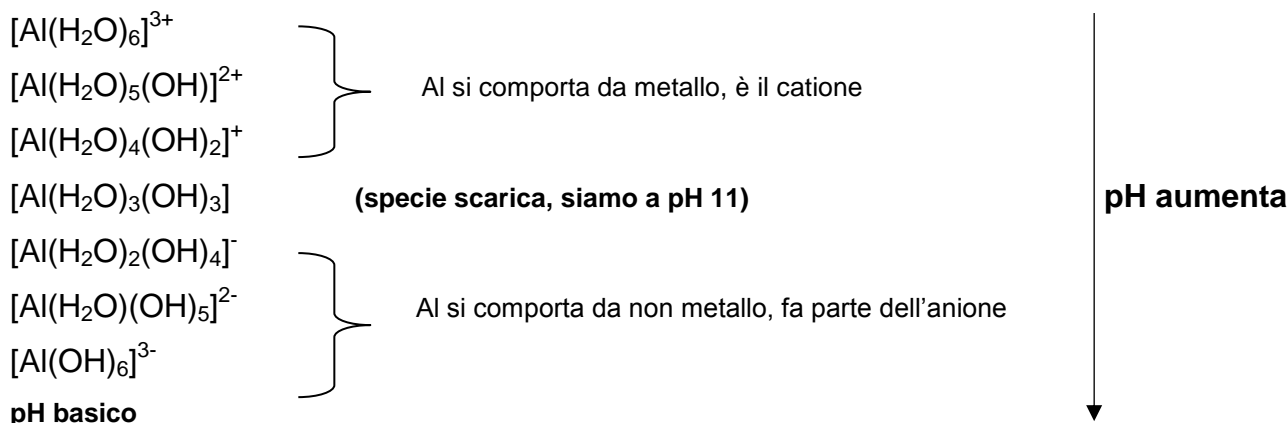 [Al(H₂O)₆]³⁺
[Al(H₂O)₅(OH)]²⁺
Al si comporta da metallo, è il catione
[Al(H₂O)₄(OH)₂]⁺
[Al(H₂O)₃(OH)₃]
(specie scarica, siamo a pH 11)
pH aumenta
[Al(H₂O)₂(OH)₄]⁻
[Al(H₂O)(OH)₅]²⁻
Al si comporta da non metallo, fa parte dell’anione
[Al(OH)₆]³⁻
pH basico